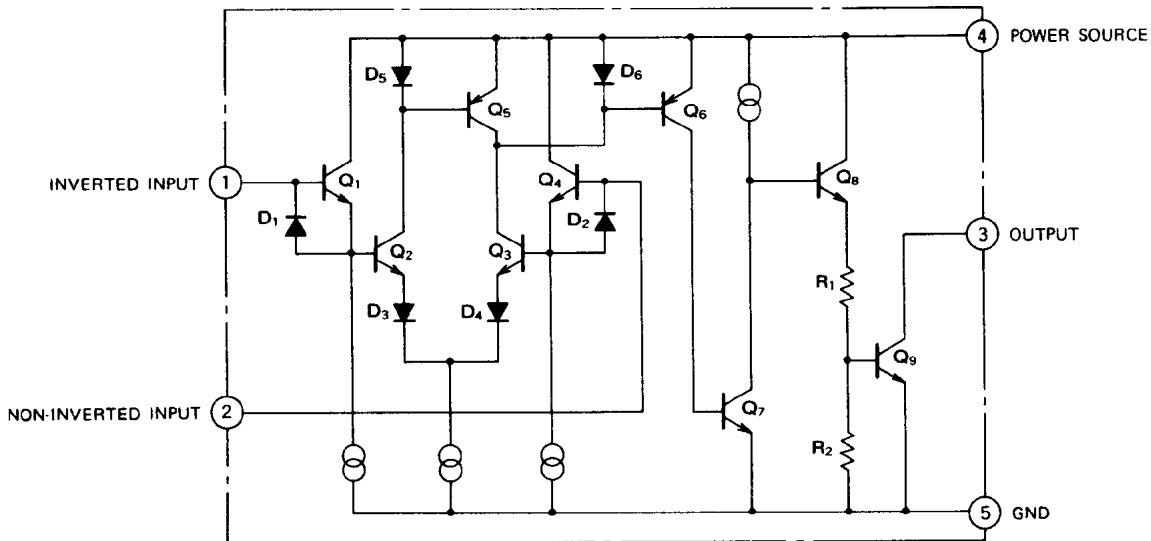 4 POWER SOURCE
D5
D6
Q5
Q6
INVERTED INPUT 1
Q1
Q4
Q8
D1
D2
3 OUTPUT
Q2
Q3
R1
D3
D4
Q9
NON-INVERTED INPUT 2
Q7
R2
5 GND